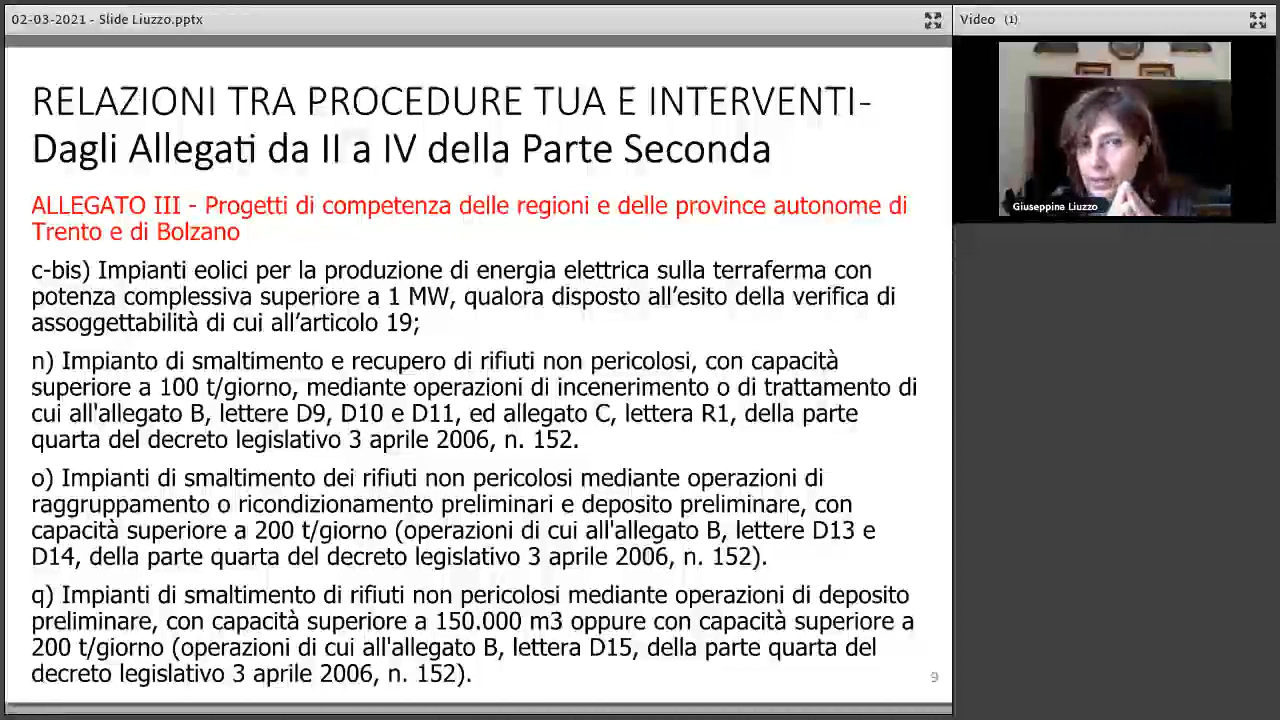 02-03-2021 - Slide Liuzzo.pptx
Video (1)
RELAZIONI TRA PROCEDURE TUA E INTERVENTI-
Dagli Allegati da II a IV della Parte Seconda
ALLEGATO III - Progetti di competenza delle regioni e delle province autonome di
Trento e di Bolzano
c-bis) Impianti eolici per la produzione di energia elettrica sulla terraferma con
potenza complessiva superiore a 1 MW, qualora disposto all’esito della verifica di
assoggettabilità di cui all’articolo 19;
n) Impianto di smaltimento e recupero di rifiuti non pericolosi, con capacità
superiore a 100 t/giorno, mediante operazioni di incenerimento o di trattamento di
cui all'allegato B, lettere D9, D10 e D11, ed allegato C, lettera R1, della parte
quarta del decreto legislativo 3 aprile 2006, n. 152.
o) Impianti di smaltimento dei rifiuti non pericolosi mediante operazioni di
raggruppamento o ricondizionamento preliminari e deposito preliminare, con
capacità superiore a 200 t/giorno (operazioni di cui all'allegato B, lettere D13 e
D14, della parte quarta del decreto legislativo 3 aprile 2006, n. 152).
q) Impianti di smaltimento di rifiuti non pericolosi mediante operazioni di deposito
preliminare, con capacità superiore a 150.000 m3 oppure con capacità superiore a
200 t/giorno (operazioni di cui all'allegato B, lettera D15, della parte quarta del
decreto legislativo 3 aprile 2006, n. 152).
9
Giuseppina Liuzzo